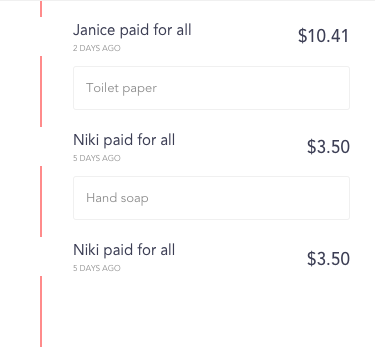 Janice paid for all
$10.41
2 DAYS AGO
Toilet paper
Niki paid for all
$3.50
5 DAYS AGO
Hand soap
Niki paid for all
$3.50
5 DAYS AGO